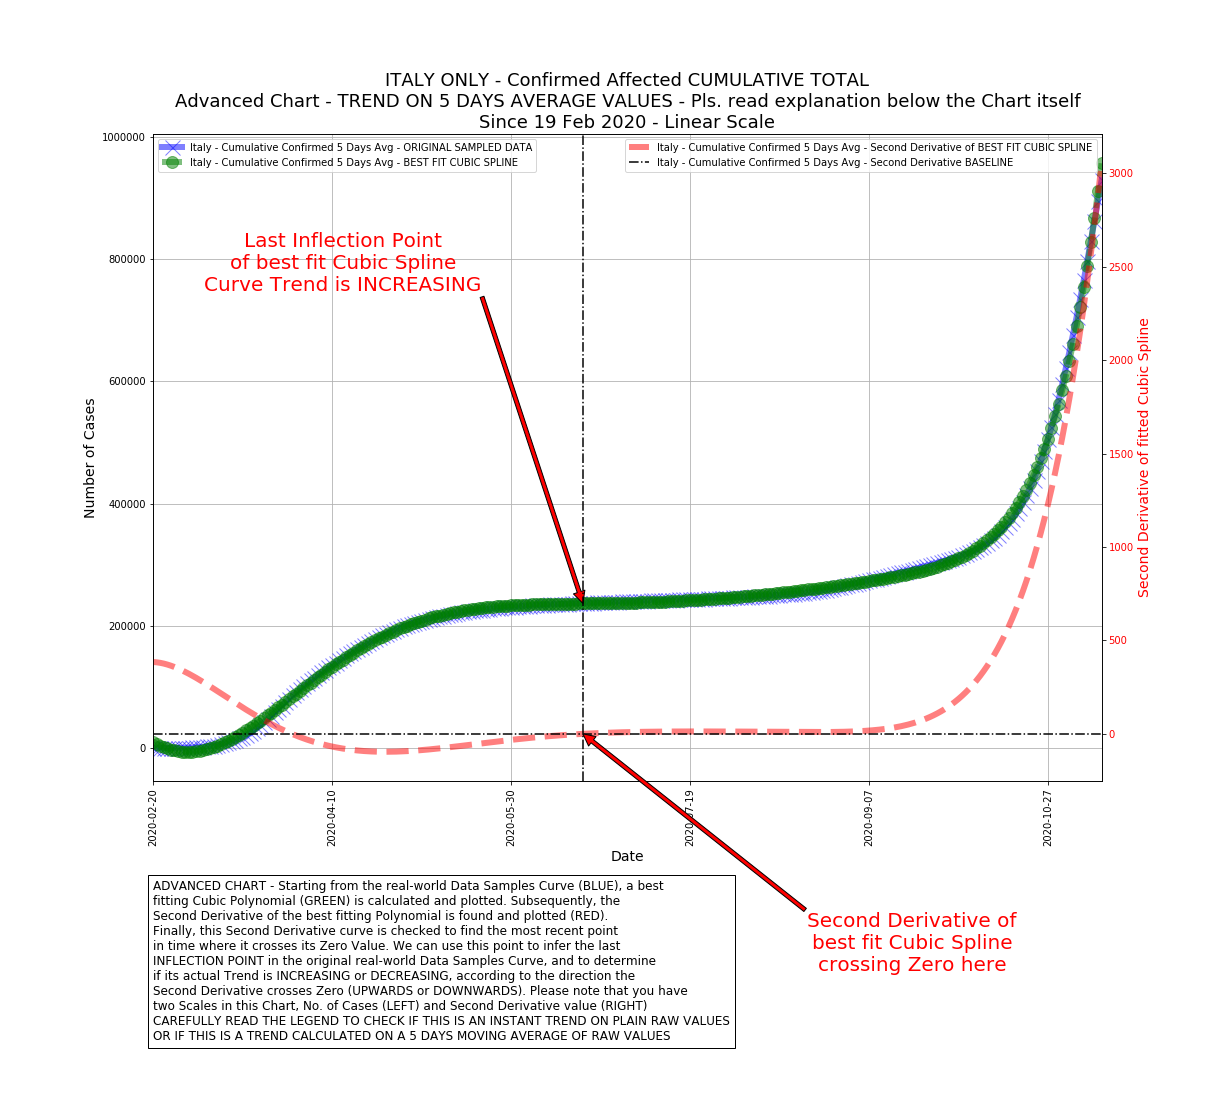 ITALY ONLY - Confirmed Affected CUMULATIVE TOTAL
Advanced Chart - TREND ON 5 DAYS AVERAGE VALUES - Pls. read explanation below the Chart itself
Since 19 Feb 2020 - Linear Scale
Italy - Cumulative Confirmed 5 Days Avg - ORIGINAL SAMPLED DATA
Italy - Cumulative Confirmed 5 Days Avg - BEST FIT CUBIC SPLINE
Italy - Cumulative Confirmed 5 Days Avg - Second Derivative of BEST FIT CUBIC SPLINE
Italy - Cumulative Confirmed 5 Days Avg - Second Derivative BASELINE
Last Inflection Point
of best fit Cubic Spline
Curve Trend is INCREASING
Number of Cases
1000000
800000
600000
400000
200000
0
Second Derivative of fitted Cubic Spline
3000
2500
2000
1500
1000
500
0
2020-02-20
2020-04-10
2020-05-30
2020-07-19
2020-09-07
2020-10-27
Date
Second Derivative of
best fit Cubic Spline
crossing Zero here
ADVANCED CHART - Starting from the real-world Data Samples Curve (BLUE), a best
fitting Cubic Polynomial (GREEN) is calculated and plotted. Subsequently, the
Second Derivative of the best fitting Polynomial is found and plotted (RED).
Finally, this Second Derivative curve is checked to find the most recent point
in time where it crosses its Zero Value. We can use this point to infer the last
INFLECTION POINT in the original real-world Data Samples Curve, and to determine
if its actual Trend is INCREASING or DECREASING, according to the direction the
Second Derivative crosses Zero (UPWARDS or DOWNWARDS). Please note that you have
two Scales in this Chart, No. of Cases (LEFT) and Second Derivative value (RIGHT)
CAREFULLY READ THE LEGEND TO CHECK IF THIS IS AN INSTANT TREND ON PLAIN RAW VALUES
OR IF THIS IS A TREND CALCULATED ON A 5 DAYS MOVING AVERAGE OF RAW VALUES